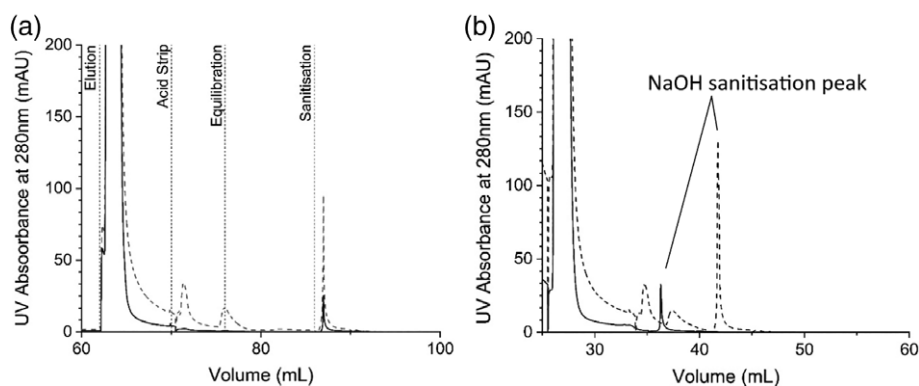 (a)
UV Absoorbance at 280nm (mAU)
200
150
100
50
0
Elution
Acid Strip
Equilibration
Sanitisation
60
80
100
Volume (mL)
(b)
UV Absorbance at 280nm (mAU)
200
150
100
50
0
NaOH sanitisation peak
30
40
50
60
Volume (mL)